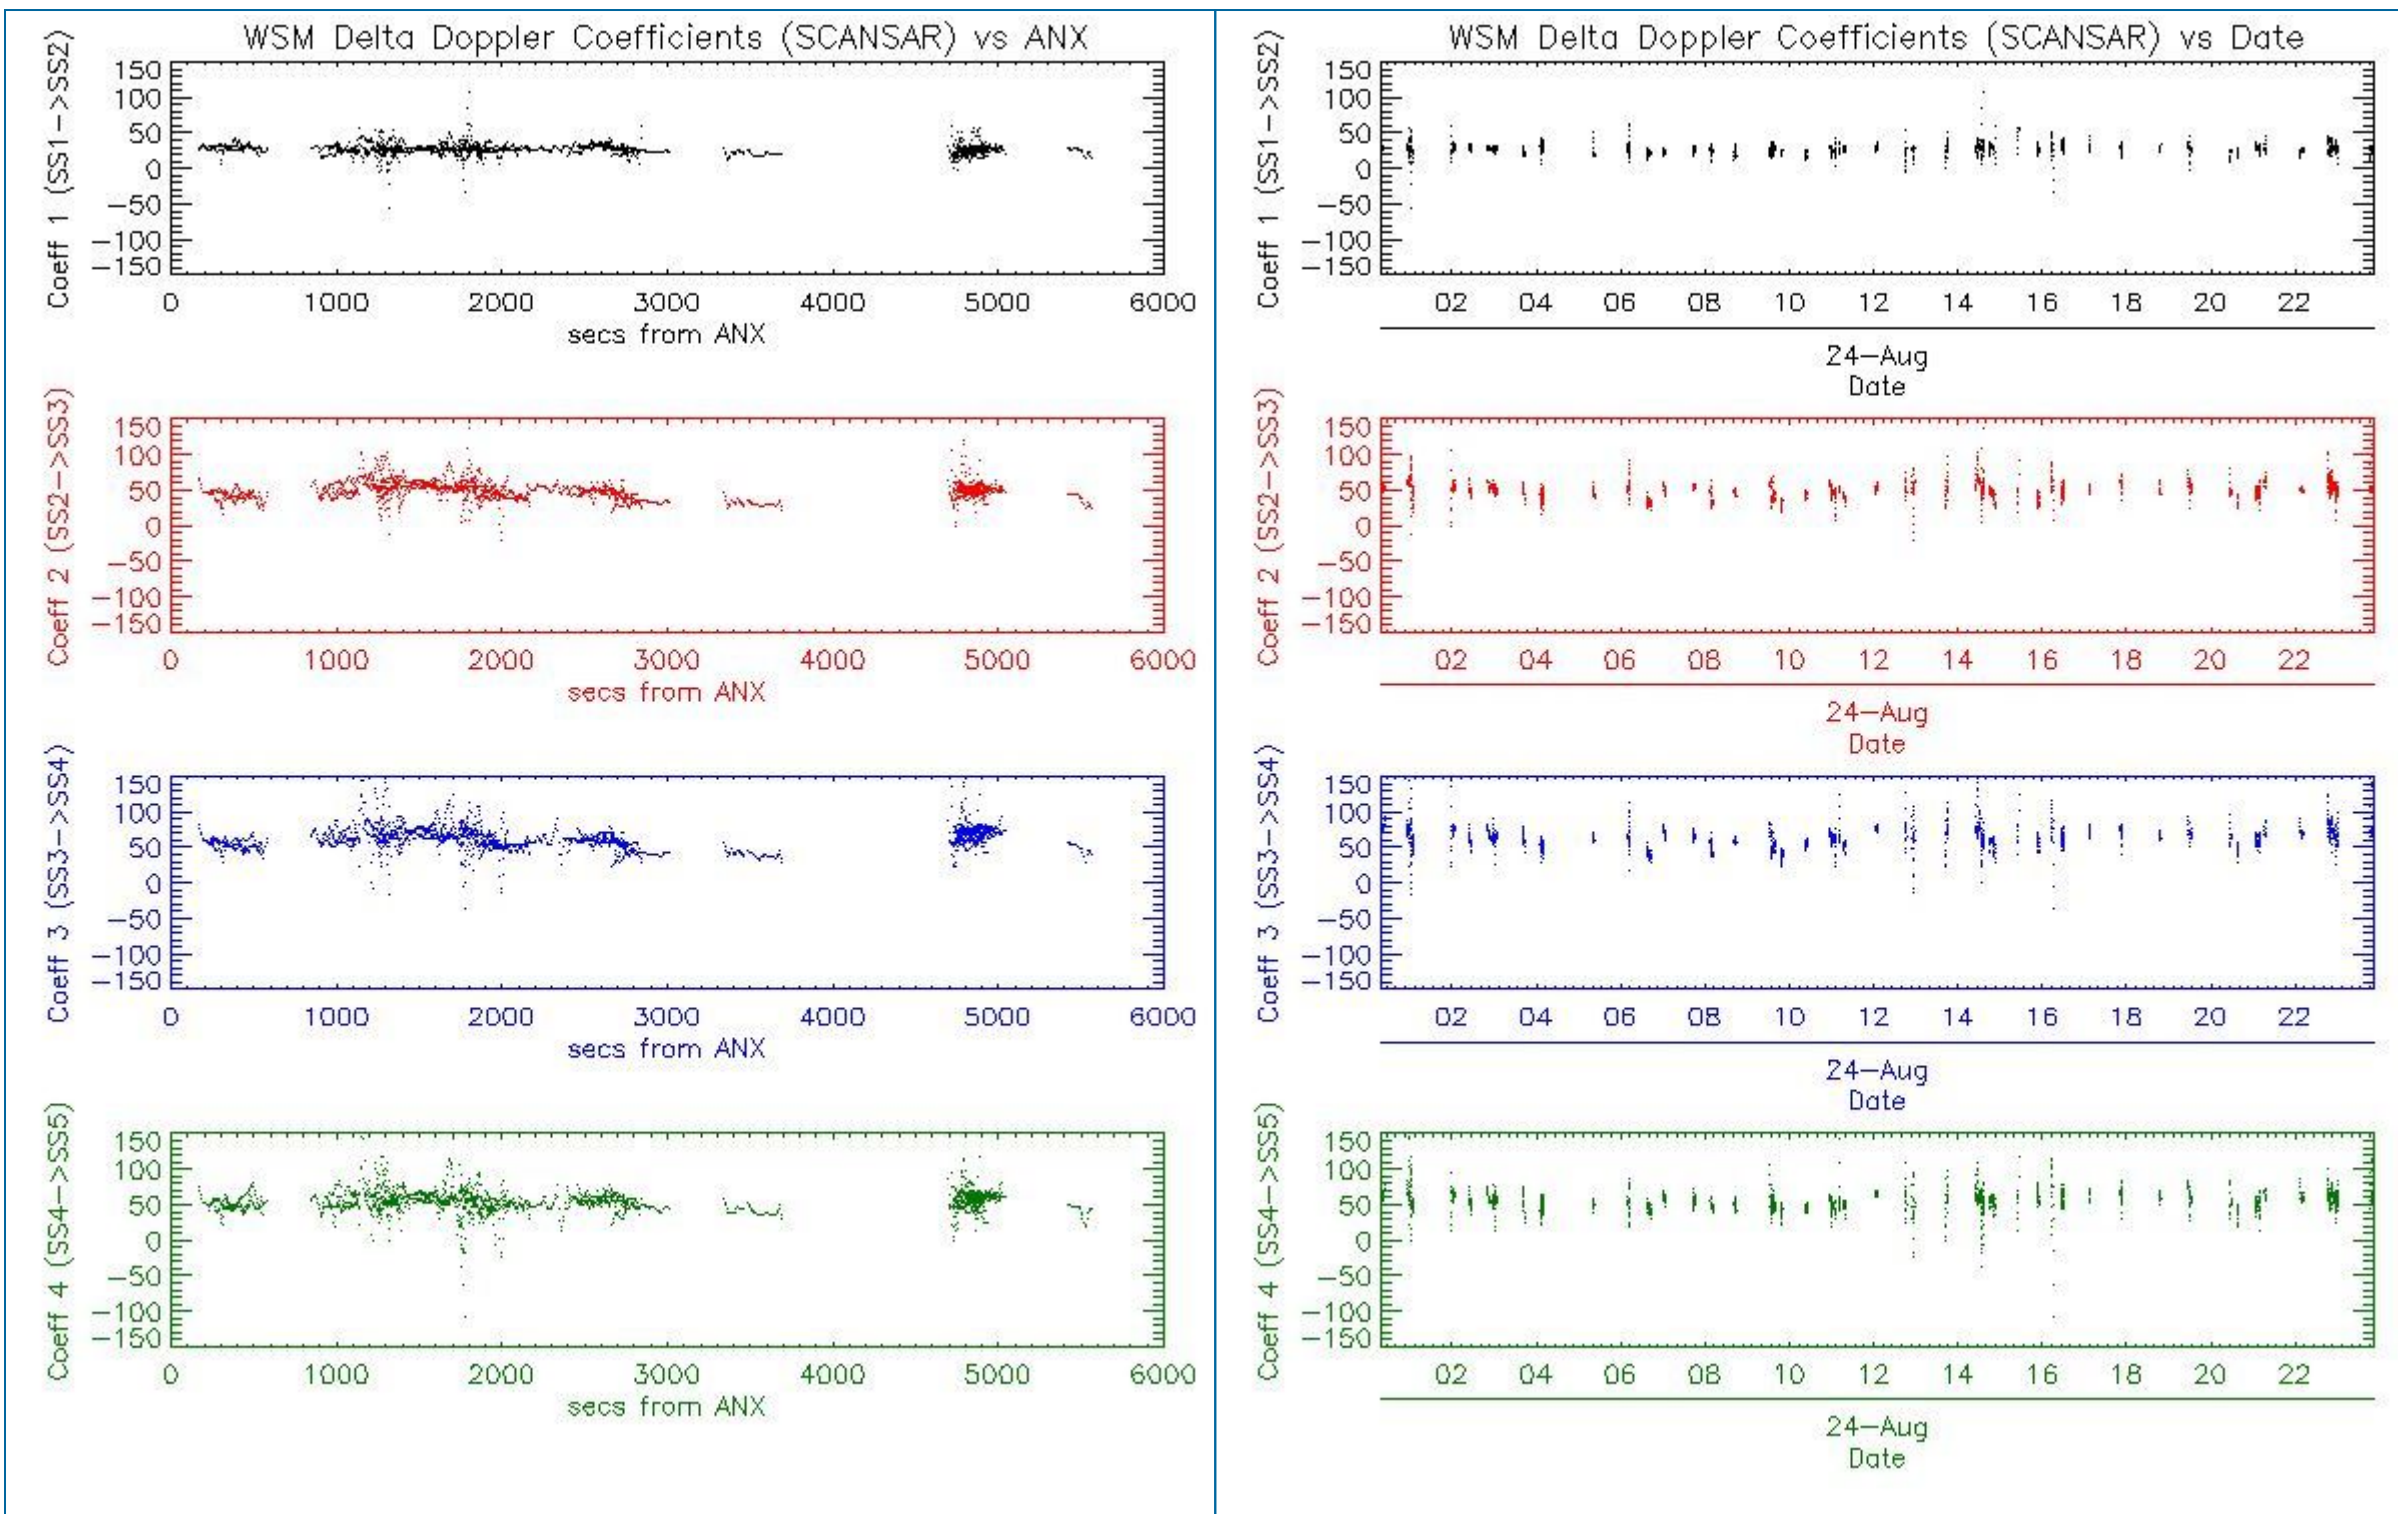 WSM Delta Doppler Coefficients (SCANSAR) vs ANX
Coeff 1 (SS1->SS2)
150
100
50
0
-50
-100
-150
0 1000 2000 3000 4000 5000 6000
secs from ANX
Coeff 2 (SS2->SS3)
150
100
50
0
-50
-100
-150
0 1000 2000 3000 4000 5000 6000
secs from ANX
Coeff 3 (SS3->SS4)
150
100
50
0
-50
-100
-150
0 1000 2000 3000 4000 5000 6000
secs from ANX
Coeff 4 (SS4->SS5)
150
100
50
0
-50
-100
-150
0 1000 2000 3000 4000 5000 6000
secs from ANX
WSM Delta Doppler Coefficients (SCANSAR) vs Date
Coeff 1 (SS1->SS2)
150
100
50
0
-50
-100
-150
02 04 06 08 10 12 14 16 18 20 22
24-Aug
Date
Coeff 2 (SS2->SS3)
150
100
50
0
-50
-100
-150
02 04 06 08 10 12 14 16 18 20 22
24-Aug
Date
Coeff 3 (SS3->SS4)
150
100
50
0
-50
-100
-150
02 04 06 08 10 12 14 16 18 20 22
24-Aug
Date
Coeff 4 (SS4->SS5)
150
100
50
0
-50
-100
-150
02 04 06 08 10 12 14 16 18 20 22
24-Aug
Date